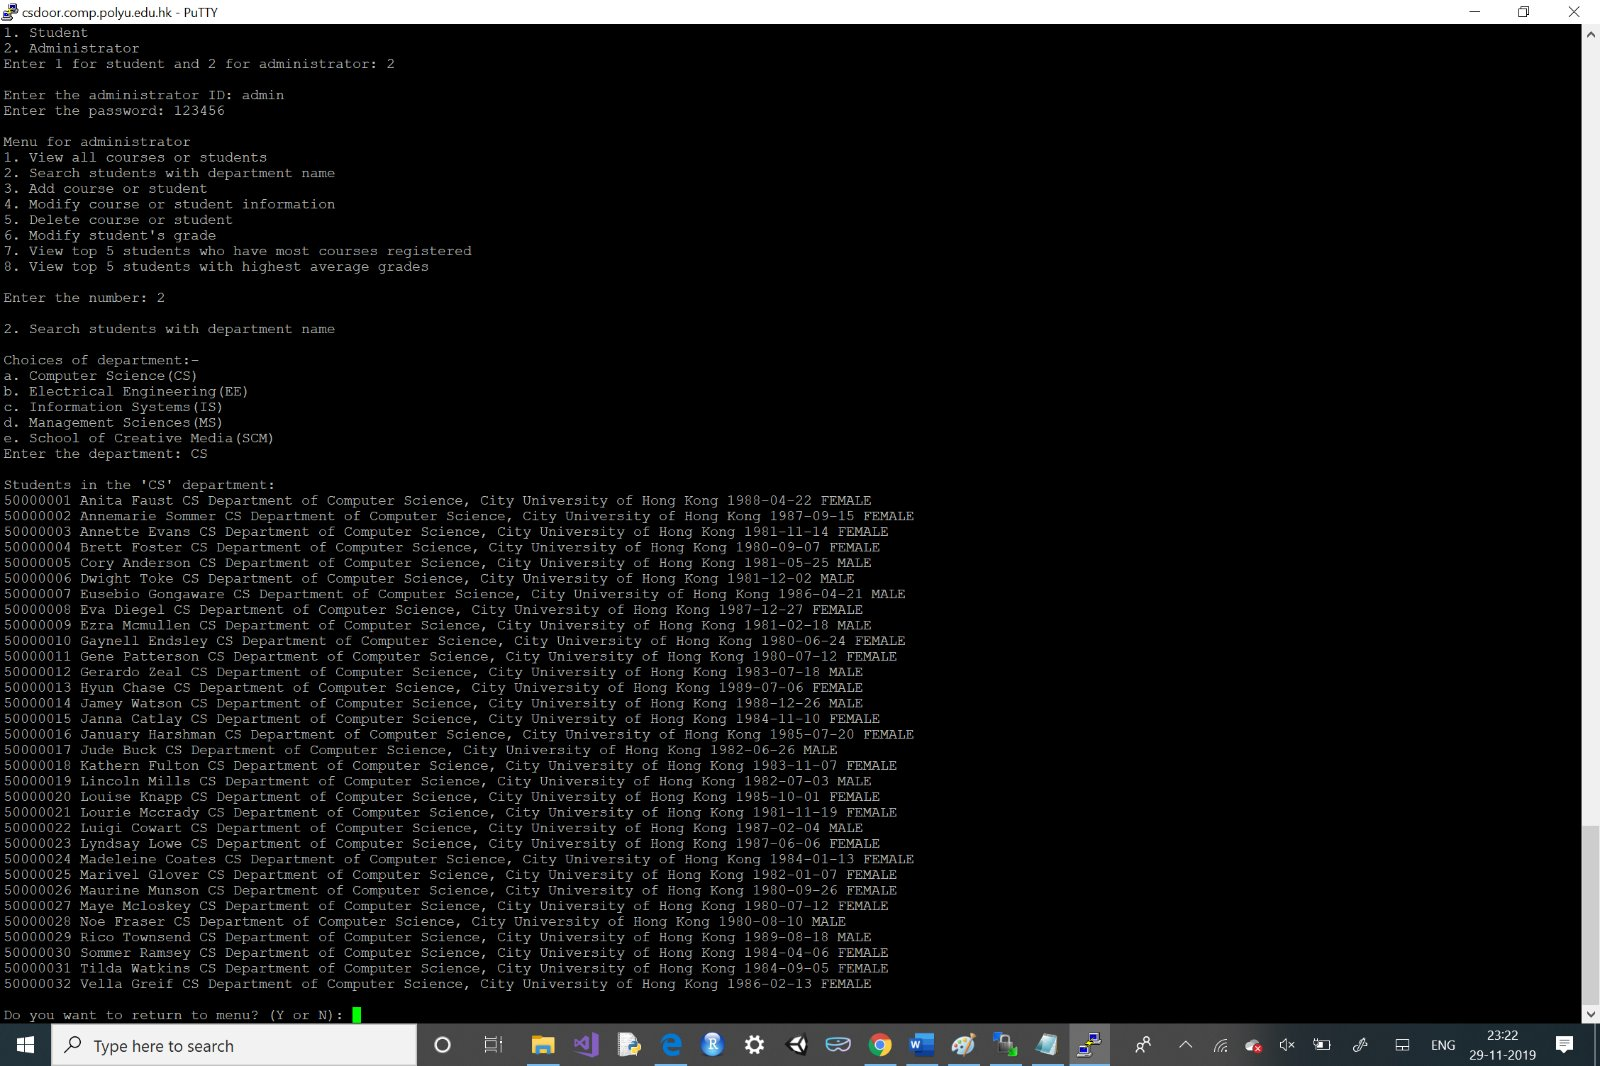 csdoor.comp.polyu.edu.hk - PuTTY
1. Student
2. Administrator
Enter 1 for student and 2 for administrator: 2
Enter the administrator ID: admin
Enter the password: 123456
Menu for administrator
1. View all courses or students
2. Search students with department name
3. Add course or student
4. Modify course or student information
5. Delete course or student
6. Modify student's grade
7. View top 5 students who have most courses registered
8. View top 5 students with highest average grades
Enter the number: 2
2. Search students with department name
Choices of department:-
a. Computer Science(CS)
b. Electrical Engineering(EE)
c. Information Systems(IS)
d. Management Sciences(MS)
e. School of Creative Media(SCM)
Enter the department: CS
Students in the 'CS' department:
50000001 Anita Faust CS Department of Computer Science, City University of Hong Kong 1988-04-22 FEMALE
50000002 Annemarie Sommer CS Department of Computer Science, City University of Hong Kong 1987-09-15 FEMALE
50000003 Annette Evans CS Department of Computer Science, City University of Hong Kong 1981-11-14 FEMALE
50000004 Brett Foster CS Department of Computer Science, City University of Hong Kong 1980-09-07 FEMALE
50000005 Cory Anderson CS Department of Computer Science, City University of Hong Kong 1981-05-25 MALE
50000006 Dwight Toke CS Department of Computer Science, City University of Hong Kong 1981-12-02 MALE
50000007 Eusebio Gongaware CS Department of Computer Science, City University of Hong Kong 1986-04-21 MALE
50000008 Eva Diegel CS Department of Computer Science, City University of Hong Kong 1987-12-27 FEMALE
50000009 Ezra Mcmullen CS Department of Computer Science, City University of Hong Kong 1981-02-18 MALE
50000010 Gaynell Endsley CS Department of Computer Science, City University of Hong Kong 1980-06-24 FEMALE
50000011 Gene Patterson CS Department of Computer Science, City University of Hong Kong 1980-07-12 FEMALE
50000012 Gerardo Zeal CS Department of Computer Science, City University of Hong Kong 1983-07-18 MALE
50000013 Hyun Chase CS Department of Computer Science, City University of Hong Kong 1989-07-06 FEMALE
50000014 Jamey Watson CS Department of Computer Science, City University of Hong Kong 1988-12-26 MALE
50000015 Janna Catlay CS Department of Computer Science, City University of Hong Kong 1984-11-10 FEMALE
50000016 January Harshman CS Department of Computer Science, City University of Hong Kong 1985-07-20 FEMALE
50000017 Jude Buck CS Department of Computer Science, City University of Hong Kong 1982-06-26 MALE
50000018 Kathern Fulton CS Department of Computer Science, City University of Hong Kong 1983-11-07 FEMALE
50000019 Lincoln Mills CS Department of Computer Science, City University of Hong Kong 1982-07-03 MALE
50000020 Louise Knapp CS Department of Computer Science, City University of Hong Kong 1985-10-01 FEMALE
50000021 Lourie Mccrady CS Department of Computer Science, City University of Hong Kong 1981-11-19 FEMALE
50000022 Luigi Cowart CS Department of Computer Science, City University of Hong Kong 1987-02-04 MALE
50000023 Lyndsay Lowe CS Department of Computer Science, City University of Hong Kong 1987-06-06 FEMALE
50000024 Madeleine Coates CS Department of Computer Science, City University of Hong Kong 1984-01-13 FEMALE
50000025 Marivel Glover CS Department of Computer Science, City University of Hong Kong 1982-01-07 FEMALE
50000026 Maurine Munson CS Department of Computer Science, City University of Hong Kong 1980-09-26 FEMALE
50000027 Maye Mcloskey CS Department of Computer Science, City University of Hong Kong 1980-07-12 FEMALE
50000028 Noe Fraser CS Department of Computer Science, City University of Hong Kong 1980-08-10 MALE
50000029 Rico Townsend CS Department of Computer Science, City University of Hong Kong 1989-08-18 MALE
50000030 Sommer Ramsey CS Department of Computer Science, City University of Hong Kong 1984-04-06 FEMALE
50000031 Tilda Watkins CS Department of Computer Science, City University of Hong Kong 1984-09-05 FEMALE
50000032 Vella Greif CS Department of Computer Science, City University of Hong Kong 1986-02-13 FEMALE
Do you want to return to menu? (Y or N):
Type here to search
ENG
23:22
29-11-2019